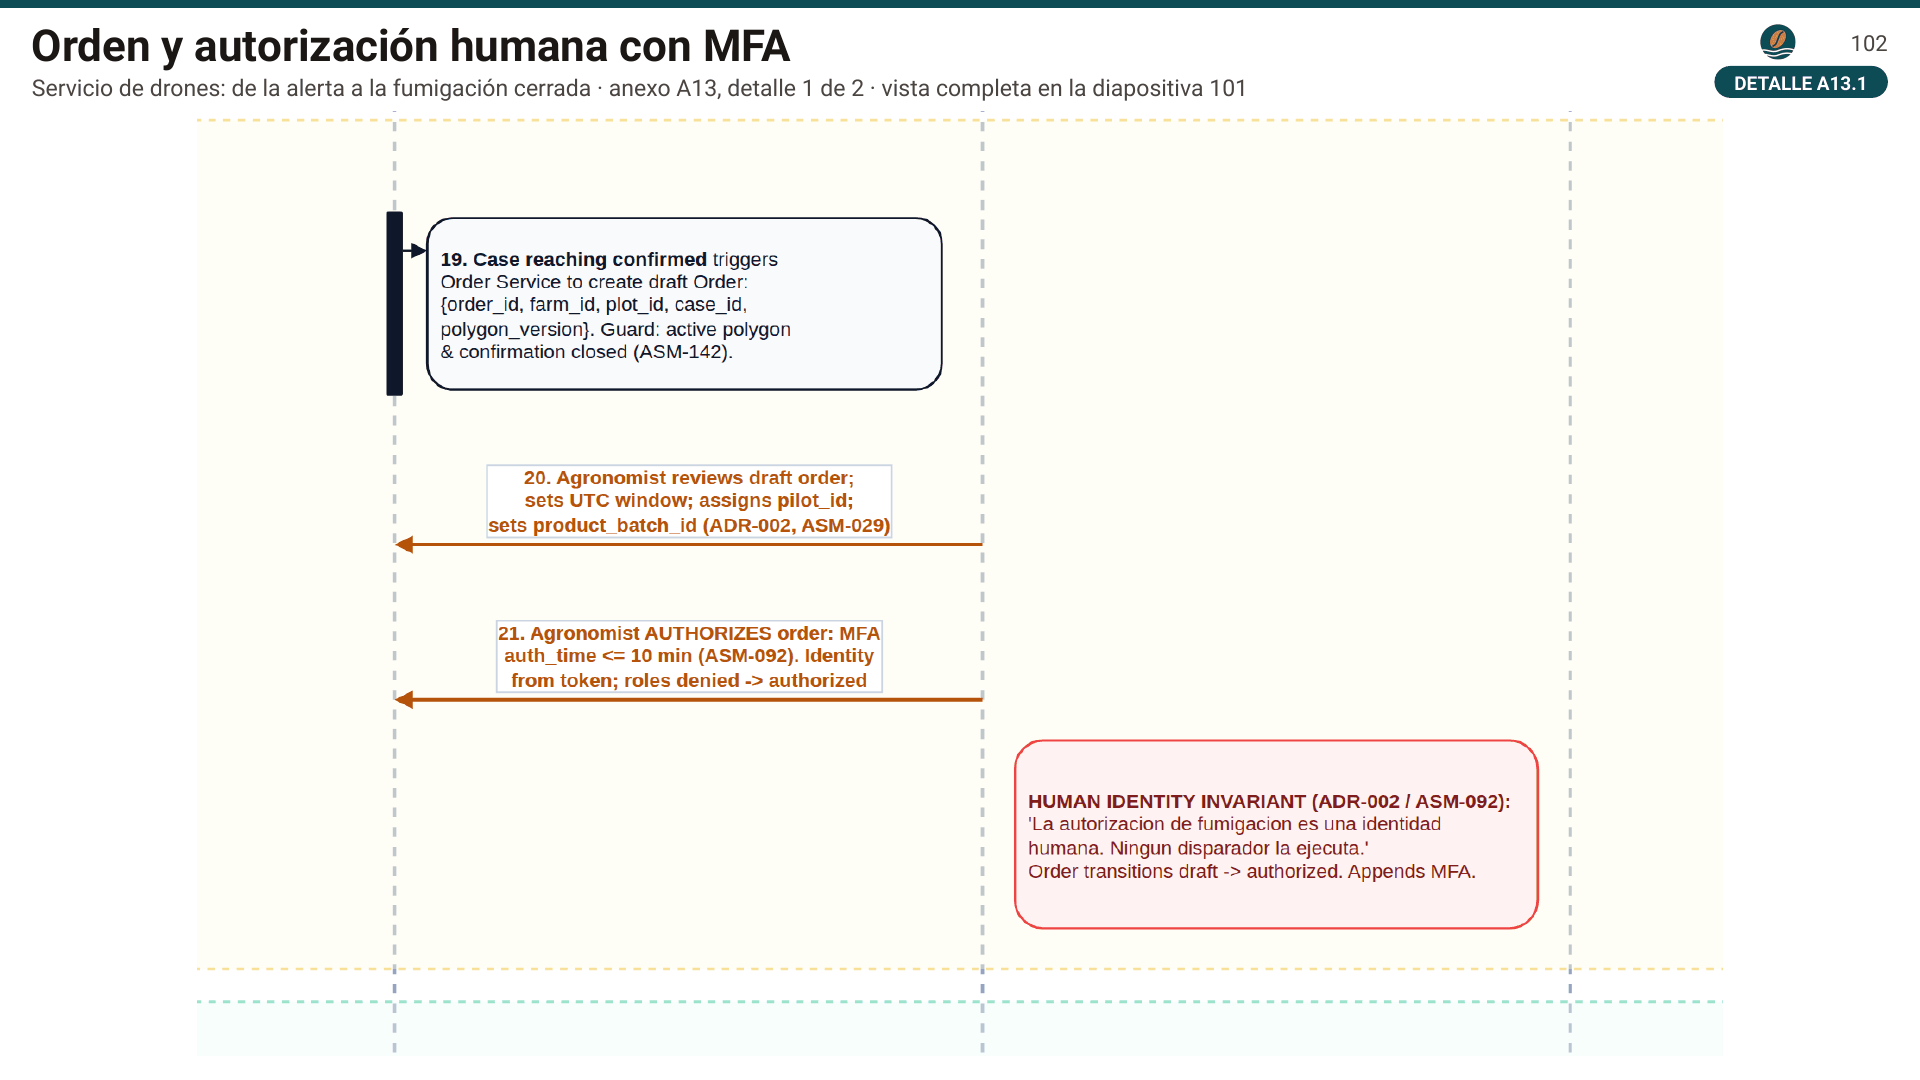 Orden y autorización humana con MFA
102
Servicio de drones: de la alerta a la fumigación cerrada · anexo A13, detalle 1 de 2 · vista completa en la diapositiva 101
DETALLE A13.1
19. Case reaching confirmed triggers
Order Service to create draft Order:
{order_id, farm_id, plot_id, case_id,
polygon_version}. Guard: active polygon
& confirmation closed (ASM-142).
20. Agronomist reviews draft order;
sets UTC window; assigns pilot_id;
sets product_batch_id (ADR-002, ASM-029)
21. Agronomist AUTHORIZES order: MFA
auth_time <= 10 min (ASM-092). Identity
from token; roles denied -> authorized
HUMAN IDENTITY INVARIANT (ADR-002 / ASM-092):
'La autorizacion de fumigacion es una identidad
humana. Ningun disparador la ejecuta.'
Order transitions draft -> authorized. Appends MFA.